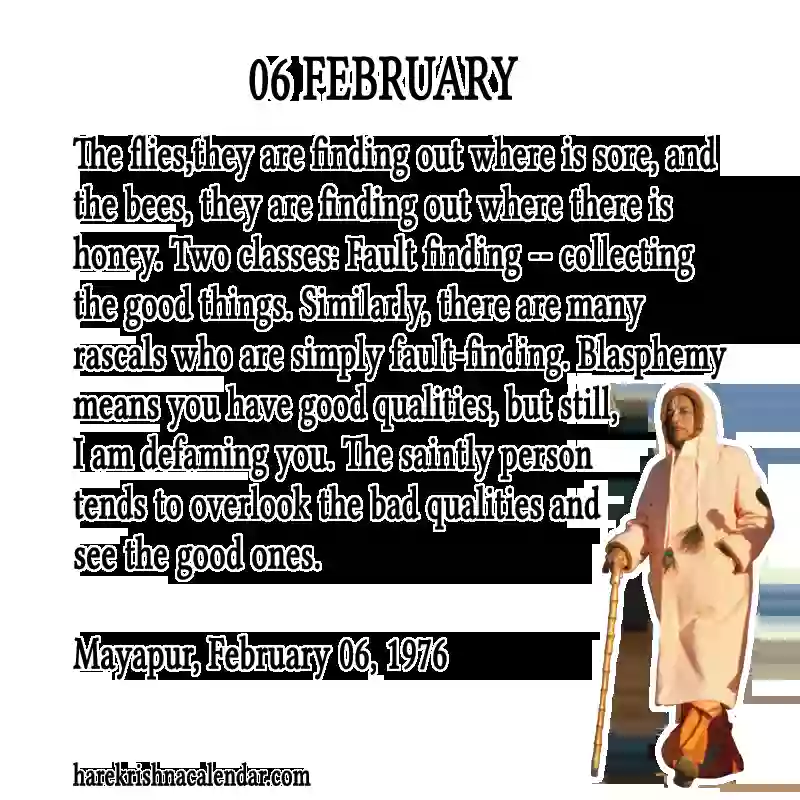 06 FEBRUARY
The flies,they are finding out where is sore, and
the bees, they are finding out where there is
honey. Two classes: Fault finding -- collecting
the good things. Similarly, there are many
rascals who are simply fault-finding. Blasphemy
means you have good qualities, but still,
I am defaming you. The saintly person
tends to overlook the bad qualities and
see the good ones.
Mayapur, February 06, 1976
harekrishnacalendar.com